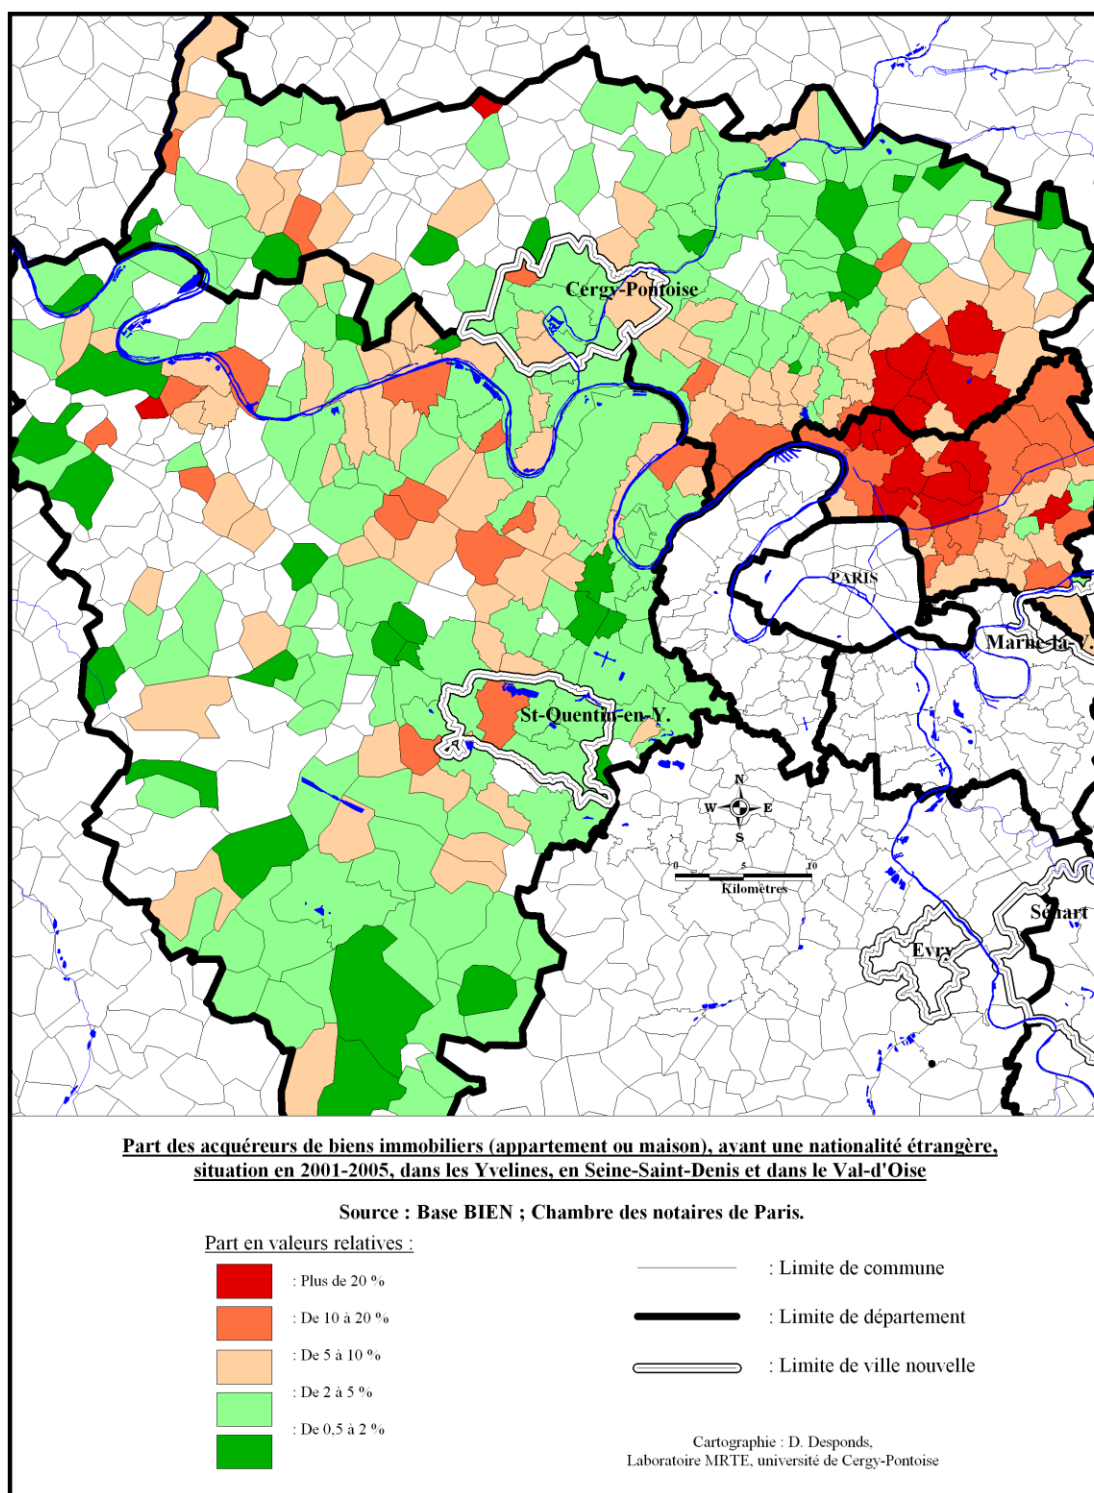 Cergy-Pontoise
PARIS
Marne-la-V.
St-Quentin-en-Y.
N
W E
S
0 5 10
Kilomètres
Sénart
Evry
Part des acquéreurs de biens immobiliers (appartement ou maison), ayant une nationalité étrangère,
situation en 2001-2005, dans les Yvelines, en Seine-Saint-Denis et dans le Val-d'Oise
Source : Base BIEN ; Chambre des notaires de Paris.
Part en valeurs relatives :
: Plus de 20 %
: De 10 à 20 %
: De 5 à 10 %
: De 2 à 5 %
: De 0,5 à 2 %
: Limite de commune
: Limite de département
: Limite de ville nouvelle
Cartographie : D. Desponds,
Laboratoire MRTE, université de Cergy-Pontoise